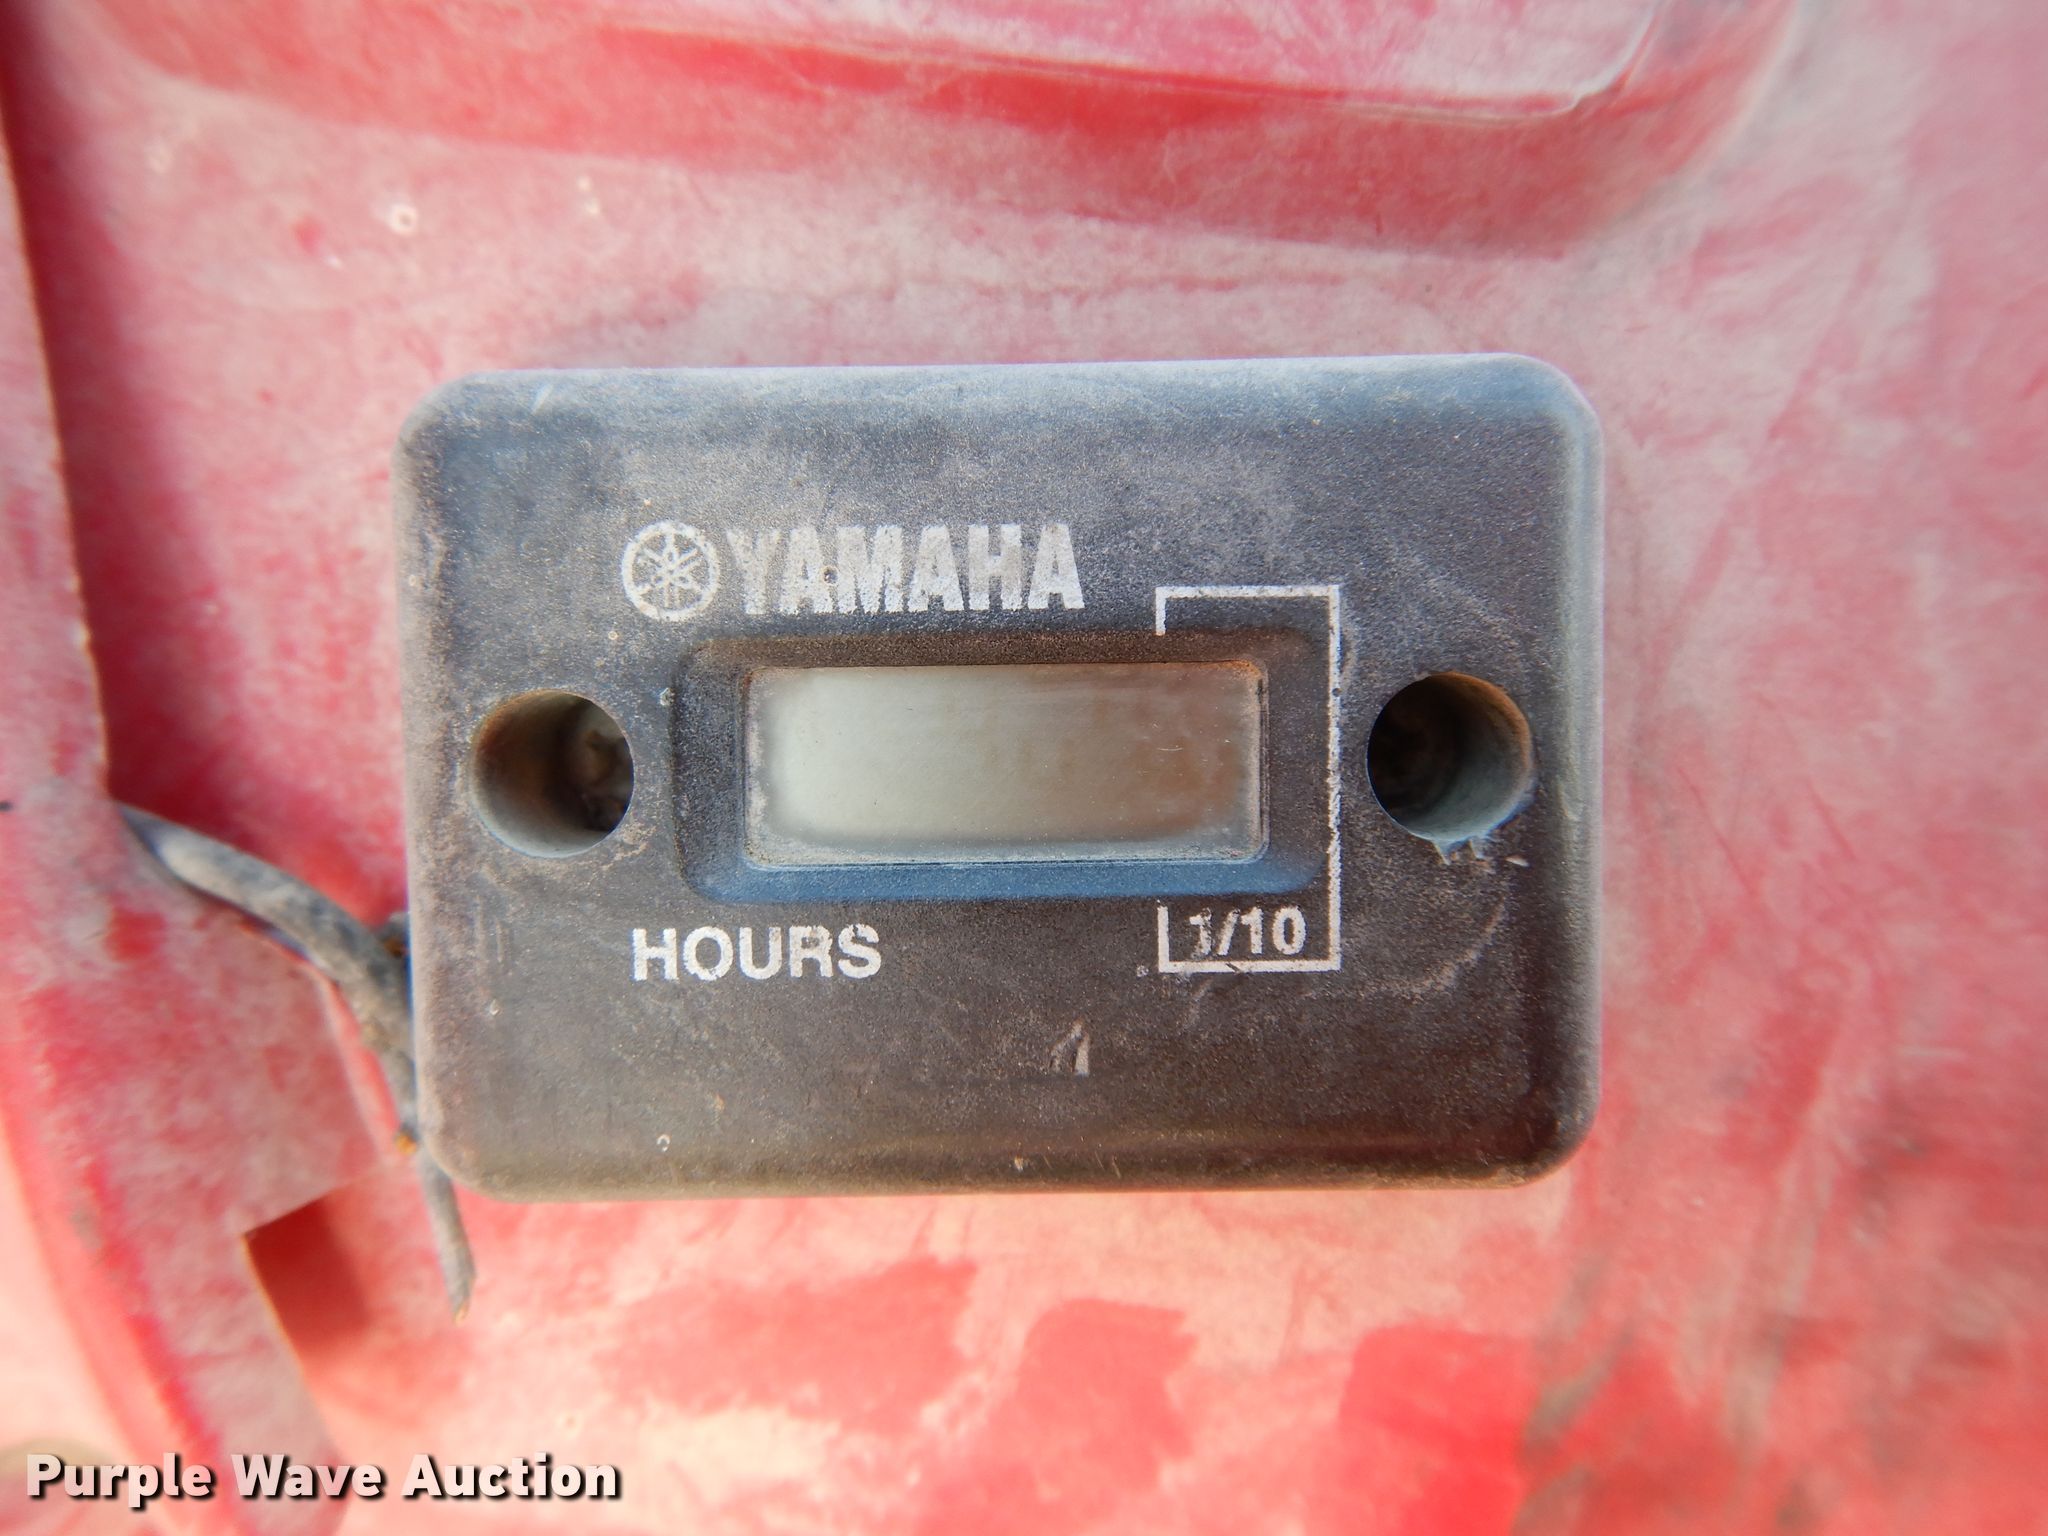 YAMAHA
HOURS
1/10
Purple Wave Auction